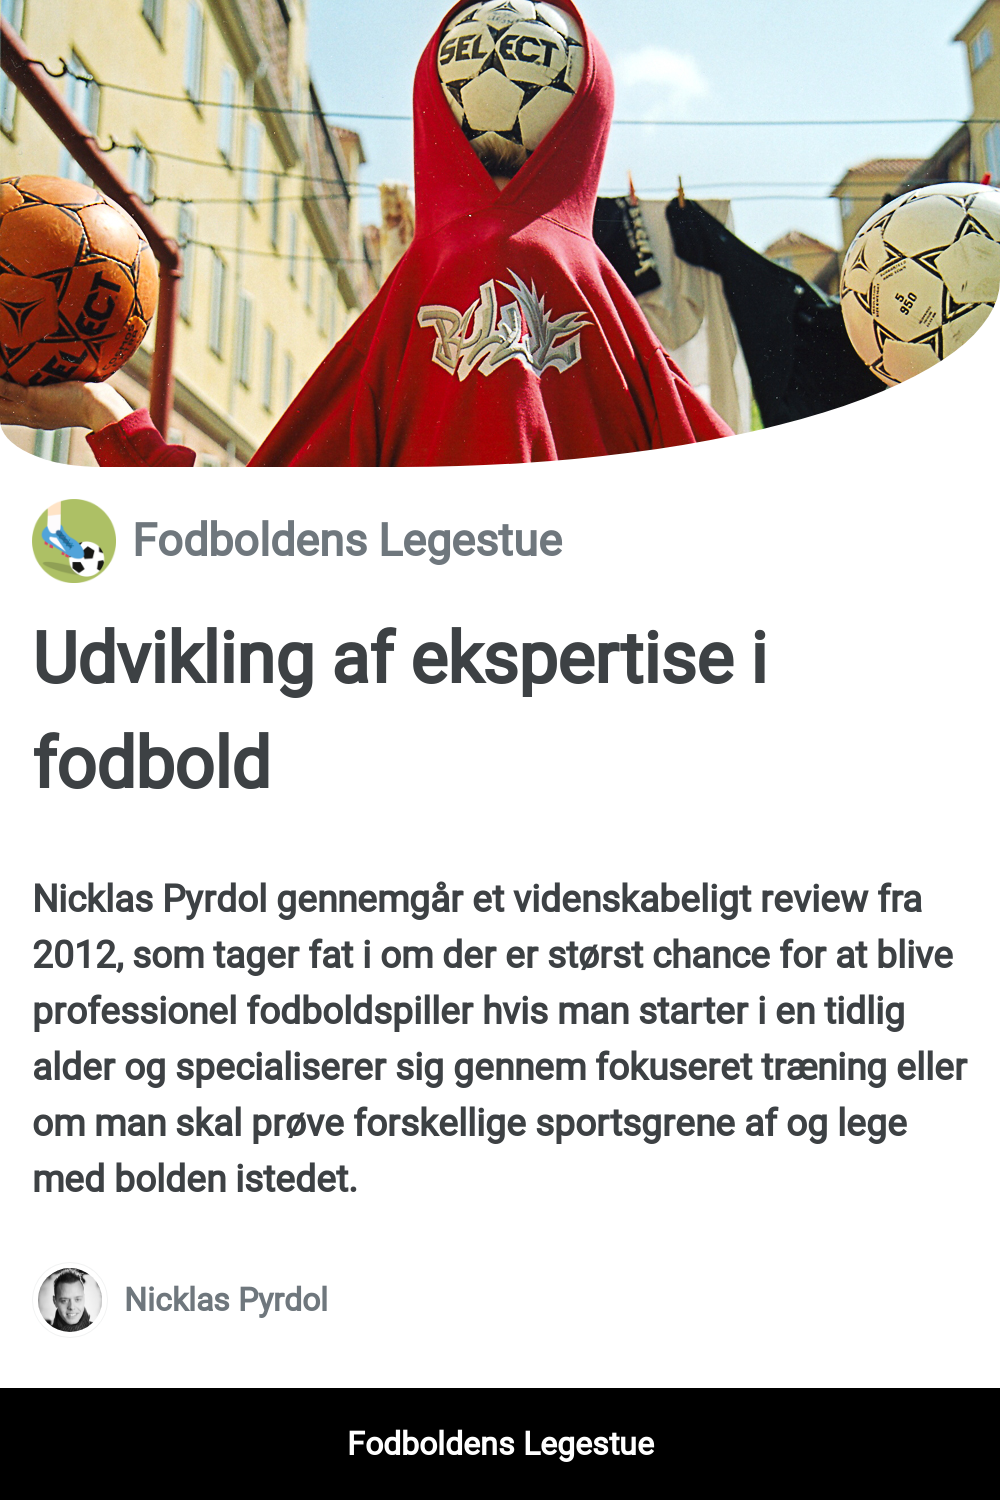 SELECT
SELECT
5
950
Fodboldens Legestue
Udvikling af ekspertise i
fodbold
Nicklas Pyrdol gennemgår et videnskabeligt review fra
2012, som tager fat i om der er størst chance for at blive
professionel fodboldspiller hvis man starter i en tidlig
alder og specialiserer sig gennem fokuseret træning eller
om man skal prøve forskellige sportsgrene af og lege
med bolden istedet.
Nicklas Pyrdol
Fodboldens Legestue